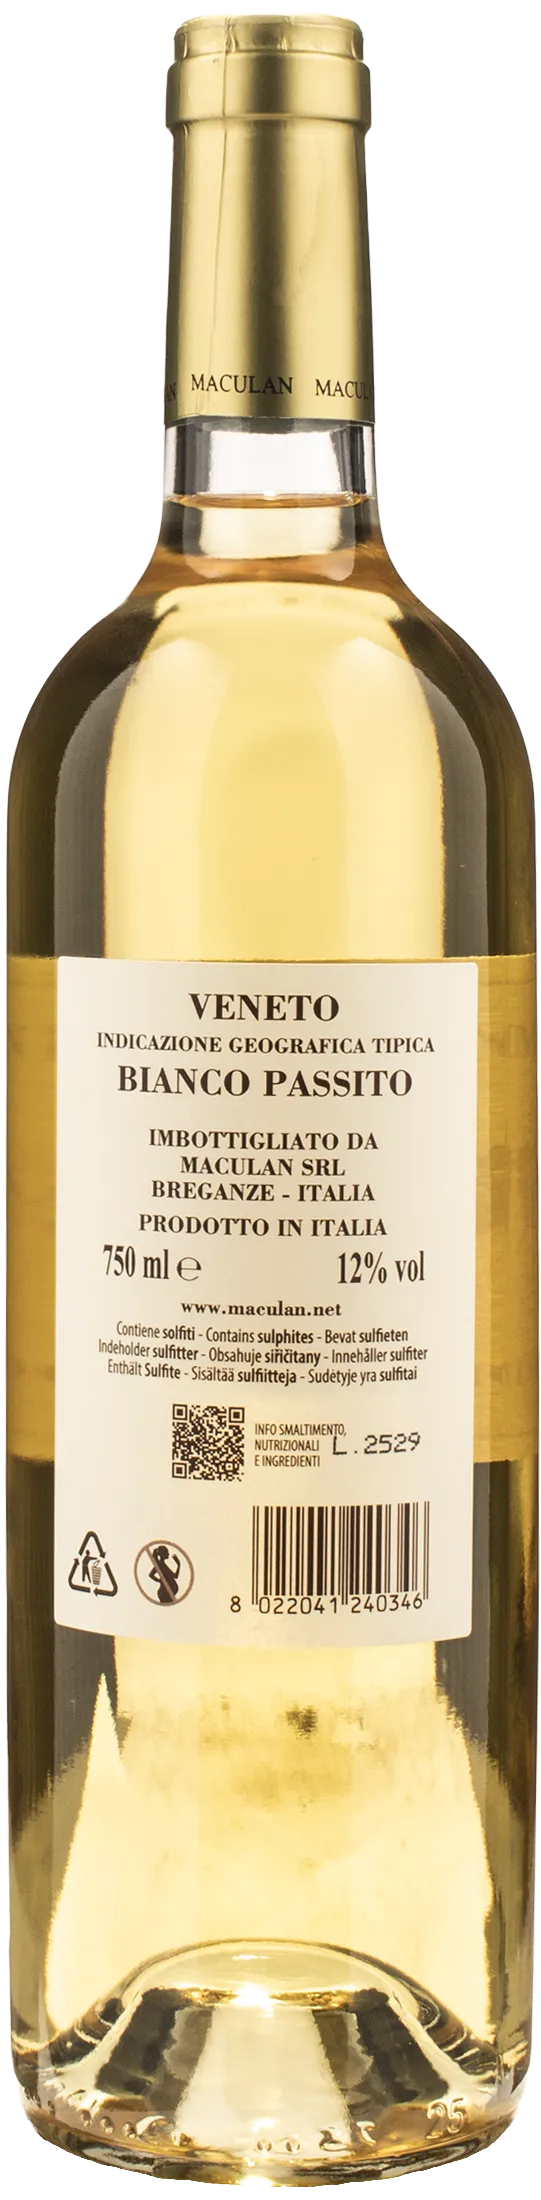 MACULAN MACULAN
VENETO
INDICAZIONE GEOGRAFICA TIPICA
BIANCO PASSITO
IMBOTTIGLIATO DA
MACULAN SRL
BREGANZE - ITALIA
PRODOTTO IN ITALIA
750 ml ℮ 12% vol
www.maculan.net
Contiene solfiti - Contains sulphites - Bevat sulfieten
Indeholder sulfitter - Obsahuje siřičitany - Innehåller sulfiter
Enthält Sulfite - Sisältää sulfiitteja - Sudėtyje yra sulfitai
INFO SMALTIMENTO,
NUTRIZIONALI
E INGREDIENTI
L.2529
8 022041 240346
25